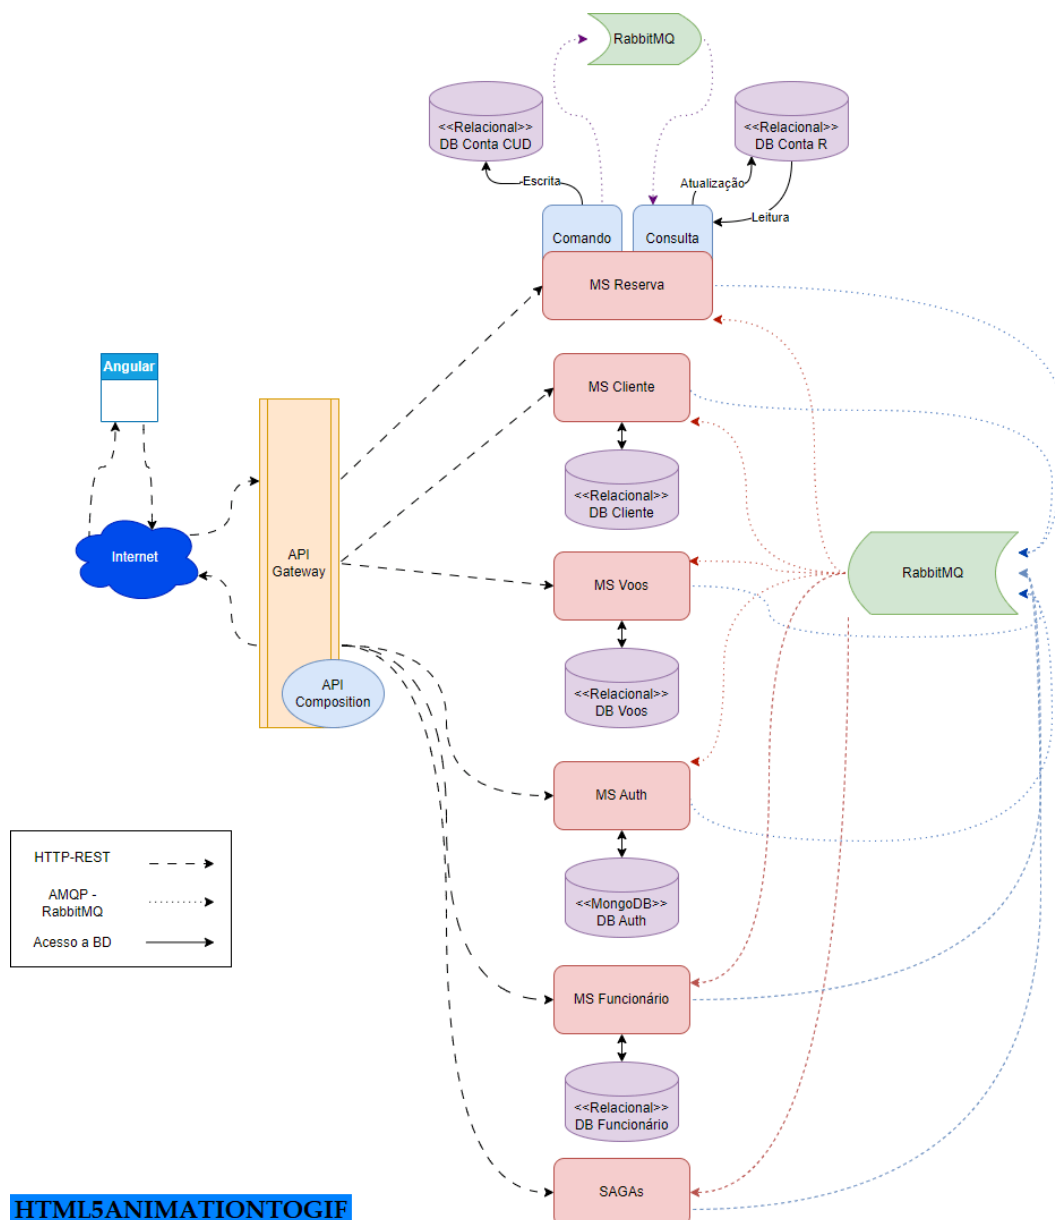 RabbitMQ
<<Relacional>>
DB Conta CUD
<<Relacional>>
DB Conta R
Escrita
Atualização
Leitura
Comando
Consulta
MS Reserva
Angular
MS Cliente
<<Relacional>>
DB Cliente
Internet
API
Gateway
MS Voos
RabbitMQ
API
Composition
<<Relacional>>
DB Voos
MS Auth
HTTP-REST
AMQP -
RabbitMQ
Acesso a BD
<<MongoDB>>
DB Auth
MS Funcionário
<<Relacional>>
DB Funcionário
SAGAs
HTML5ANIMATIONTOGIF